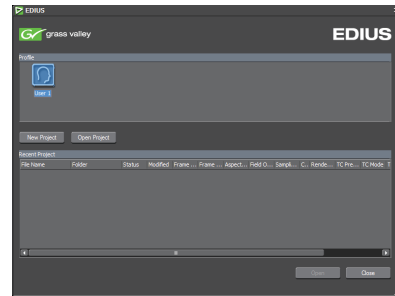 EDIUS
grass valley EDIUS
Profile
User 1
New Project Open Project
Recent Project
File Name Folder Status Modified Frame ... Frame ... Aspect... Field O... Sampli... C.. Rende... TC Pre... TC Mode T
Open Close